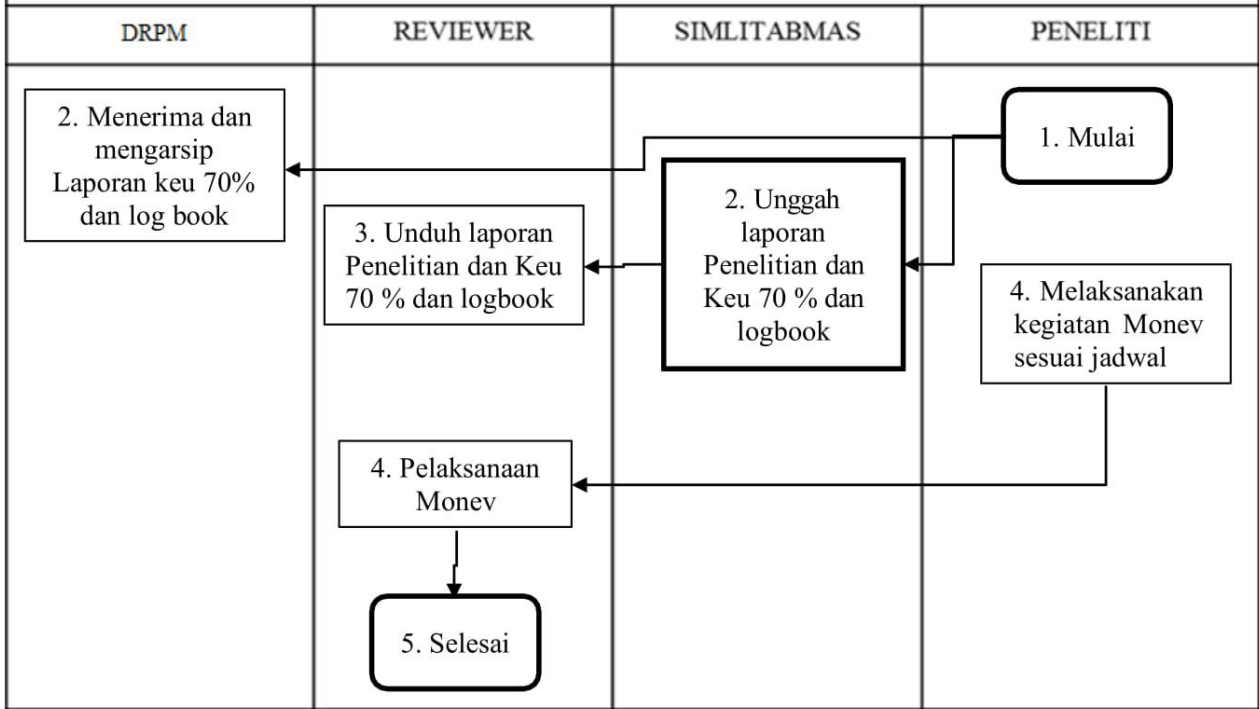 DRPM
REVIEWER
SIMLITABMAS
PENELITI
1. Mulai
2. Menerima dan
mengarsip
Laporan keu 70%
dan log book
2. Unggah
laporan
Penelitian dan
Keu 70 % dan
logbook
3. Unduh laporan
Penelitian dan Keu
70 % dan logbook
4. Melaksanakan
kegiatan Monev
sesuai jadwal
4. Pelaksanaan
Monev
5. Selesai